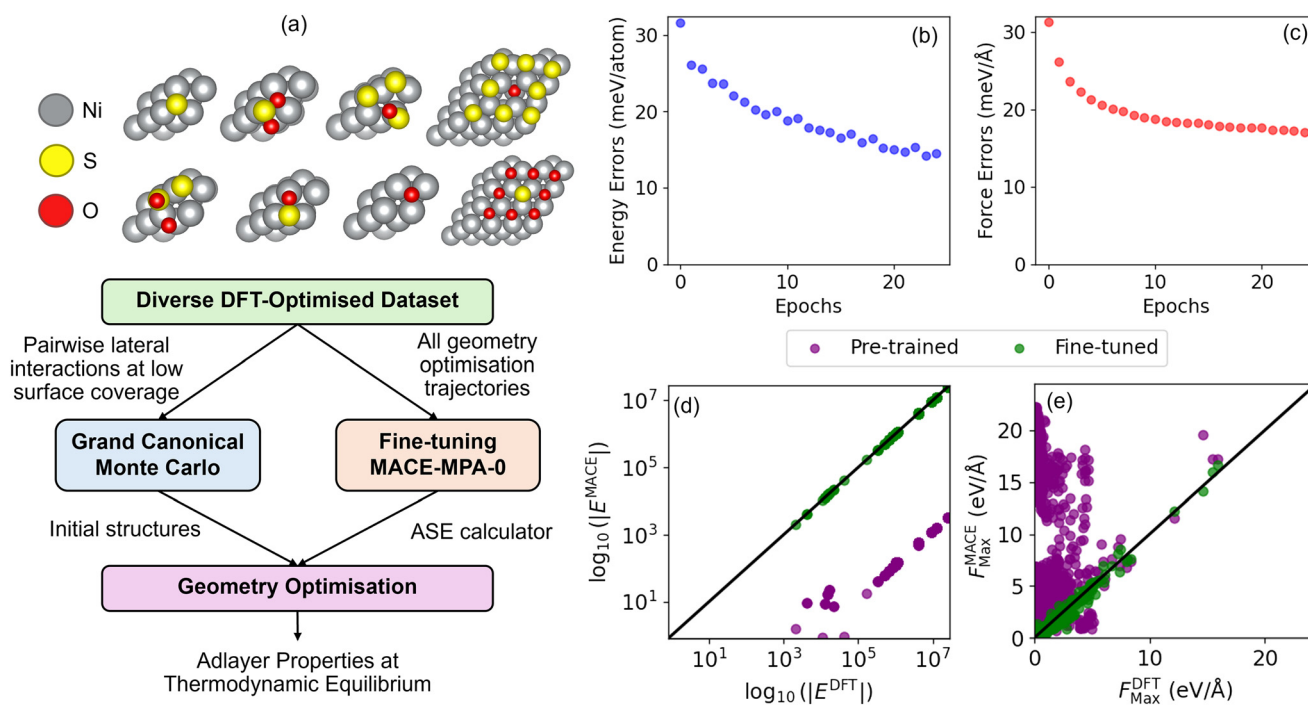 (a)
Ni
S
O
Diverse DFT-Optimised Dataset
Pairwise lateral
interactions at low
surface coverage
All geometry
optimisation
trajectories
Grand Canonical
Monte Carlo
Fine-tuning
MACE-MPA-0
Initial structures
ASE calculator
Geometry Optimisation
Adlayer Properties at
Thermodynamic Equilibrium
(b)
Energy Errors (meV/atom)
30
20
10
0
0 10 20
Epochs
(c)
Force Errors (meV/Å)
30
20
10
0
0 10 20
Epochs
Pre-trained Fine-tuned
(d)
log₁₀(|E^MACE|)
10⁷
10⁵
10³
10¹
10¹ 10³ 10⁵ 10⁷
log₁₀(|E^DFT|)
(e)
F_Max^MACE (eV/Å)
20
15
10
5
0
0 10 20
F_Max^DFT (eV/Å)